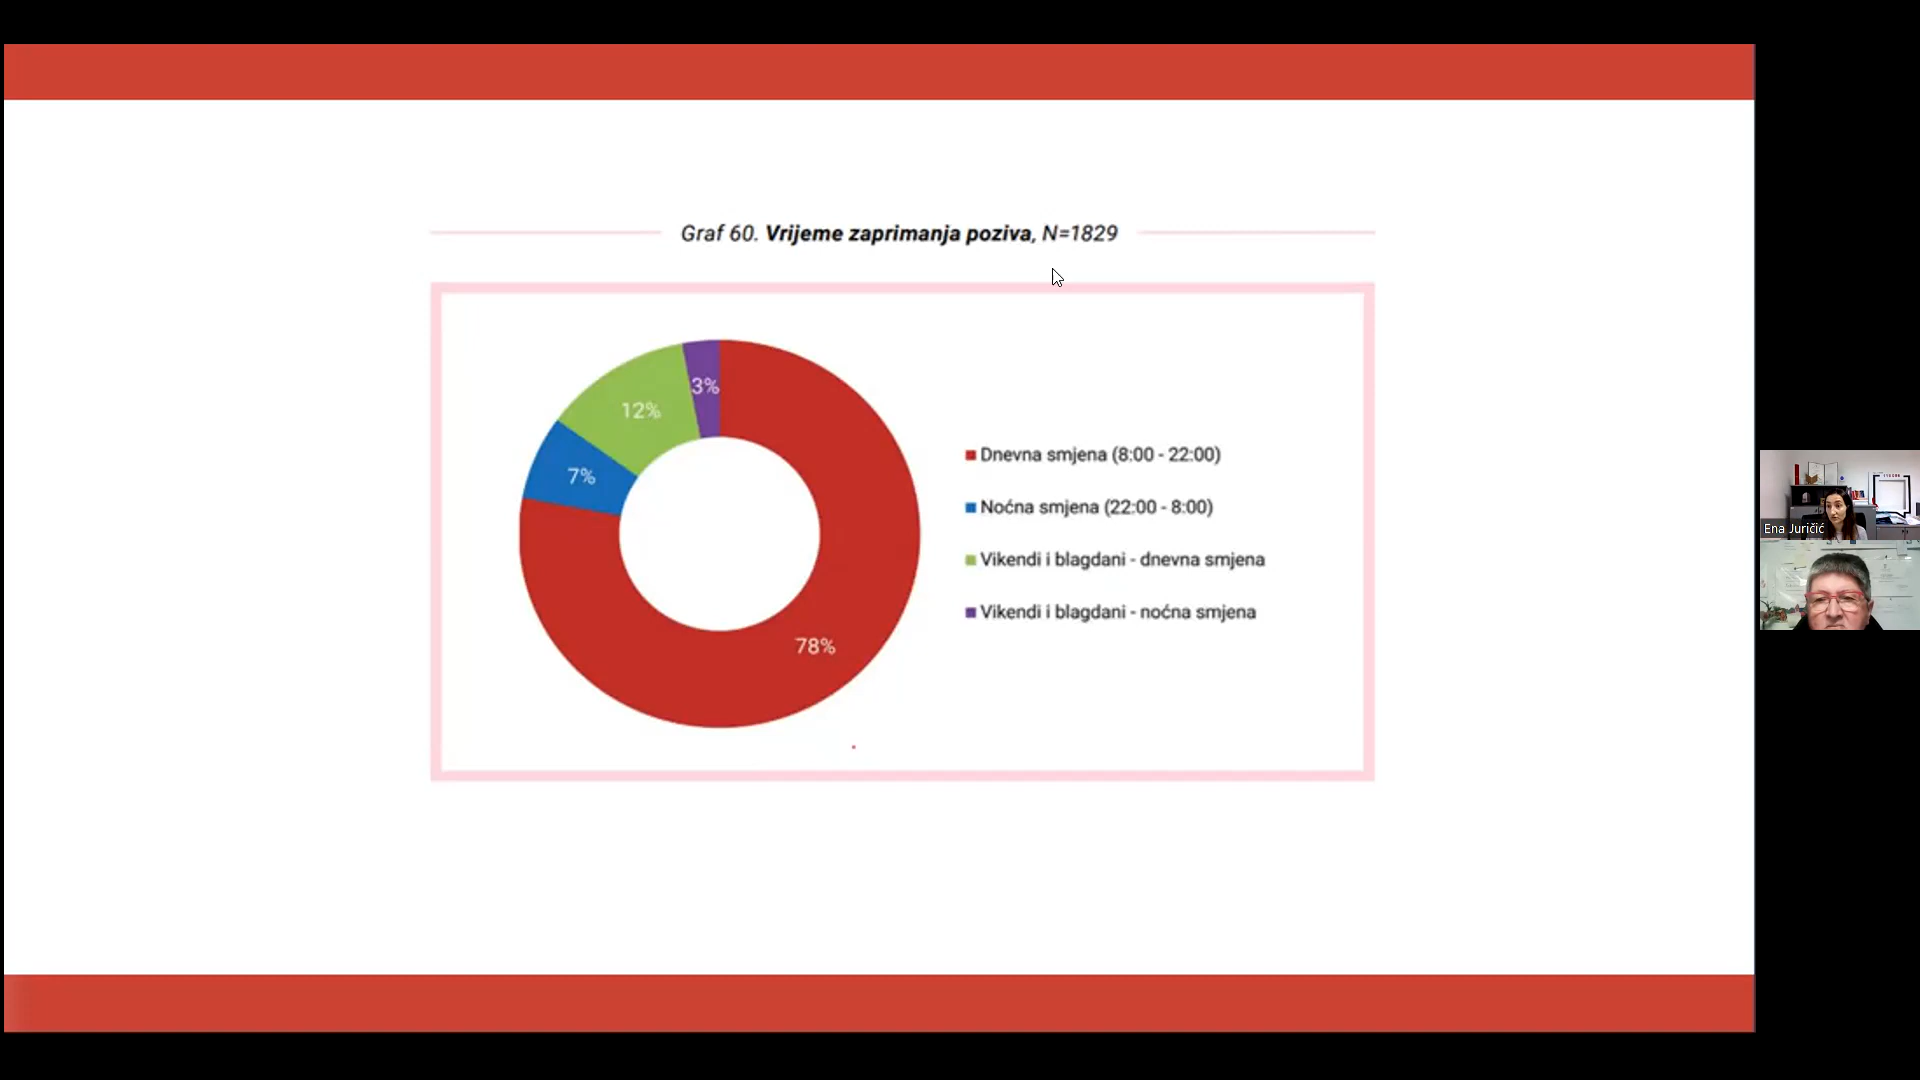 Graf 60. Vrijeme zaprimanja poziva, N=1829
3%
12%
7%
78%
Dnevna smjena (8:00 - 22:00)
Noćna smjena (22:00 - 8:00)
Vikendi i blagdani - dnevna smjena
Vikendi i blagdani - noćna smjena
Ena Juričić